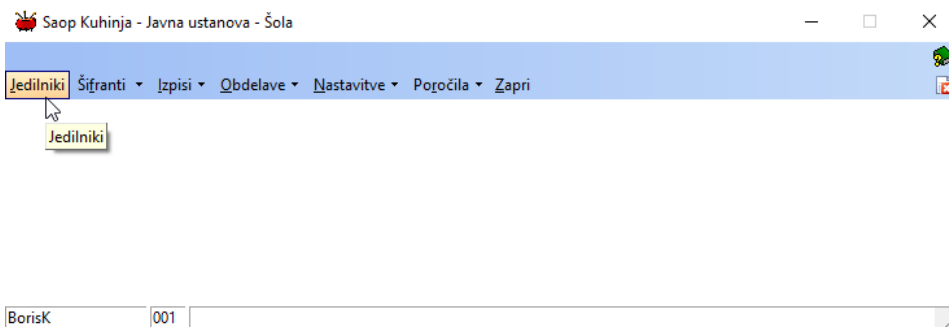 Saop Kuhinja - Javna ustanova - Šola
Jedilniki Šifranti Izpisi Obdelave Nastavitve Poročila Zapri
Jedilniki
BorisK 001